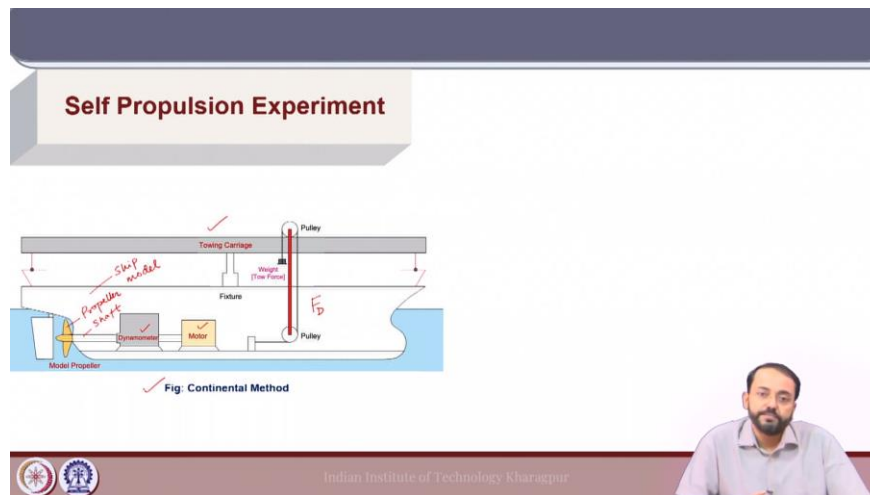 Self Propulsion Experiment
Pulley
Towing Carriage
Weight
[Tow Force]
Ship model
Fixture
F_D
Propeller
shaft
Dynamometer
Motor
Pulley
Model Propeller
Fig: Continental Method
Indian Institute of Technology Kharagpur